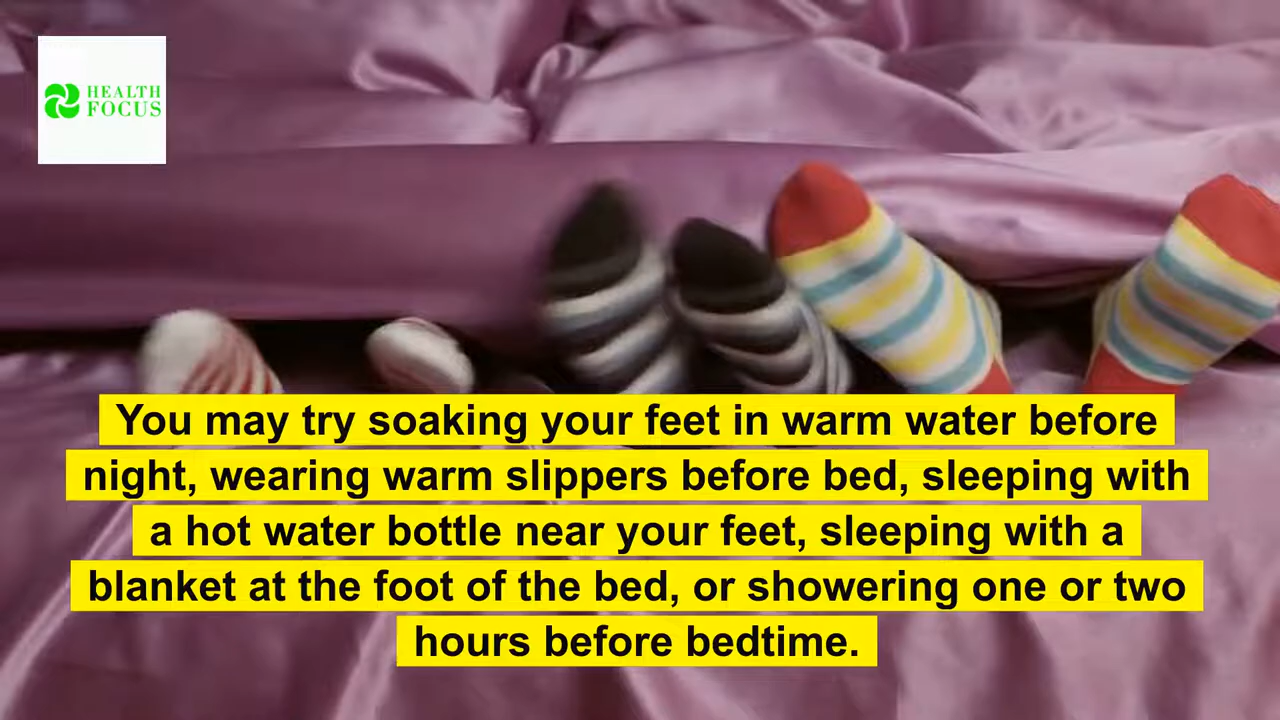 HEALTH
FOCUS
You may try soaking your feet in warm water before
night, wearing warm slippers before bed, sleeping with
a hot water bottle near your feet, sleeping with a
blanket at the foot of the bed, or showering one or two
hours before bedtime.